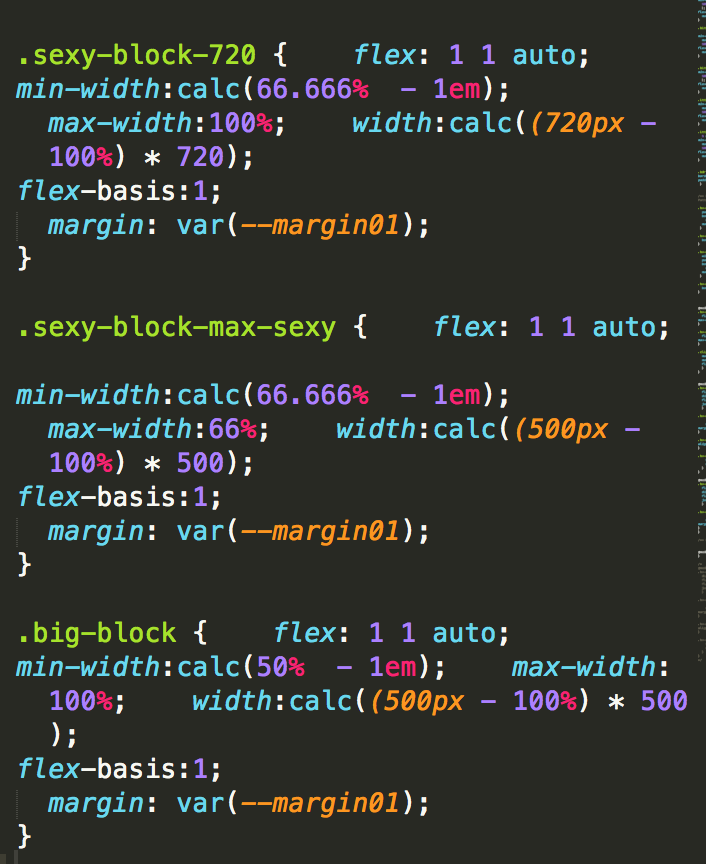 .sexy-block-720 {    flex: 1 1 auto;
min-width:calc(66.666%  - 1em);
max-width:100%;    width:calc((720px -
100%) * 720);
flex-basis:1;
margin: var(--margin01);
}
.sexy-block-max-sexy {    flex: 1 1 auto;
min-width:calc(66.666%  - 1em);
max-width:66%;    width:calc((500px -
100%) * 500);
flex-basis:1;
margin: var(--margin01);
}
.big-block {    flex: 1 1 auto;
min-width:calc(50%  - 1em);    max-width:
100%;    width:calc((500px - 100%) * 500
);
flex-basis:1;
margin: var(--margin01);
}